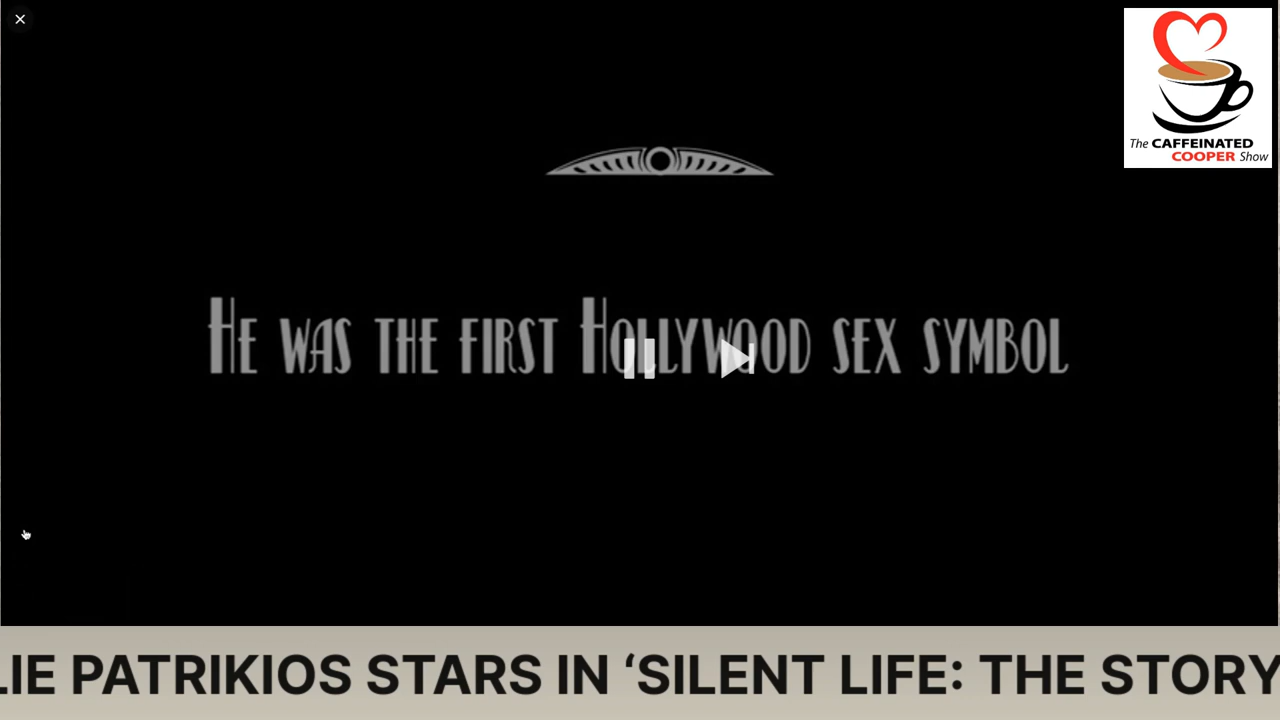 The CAFFEINATED
COOPER Show
HE WAS THE FIRST HOLLYWOOD SEX SYMBOL
LIE PATRIKIOS STARS IN ‘SILENT LIFE: THE STORY